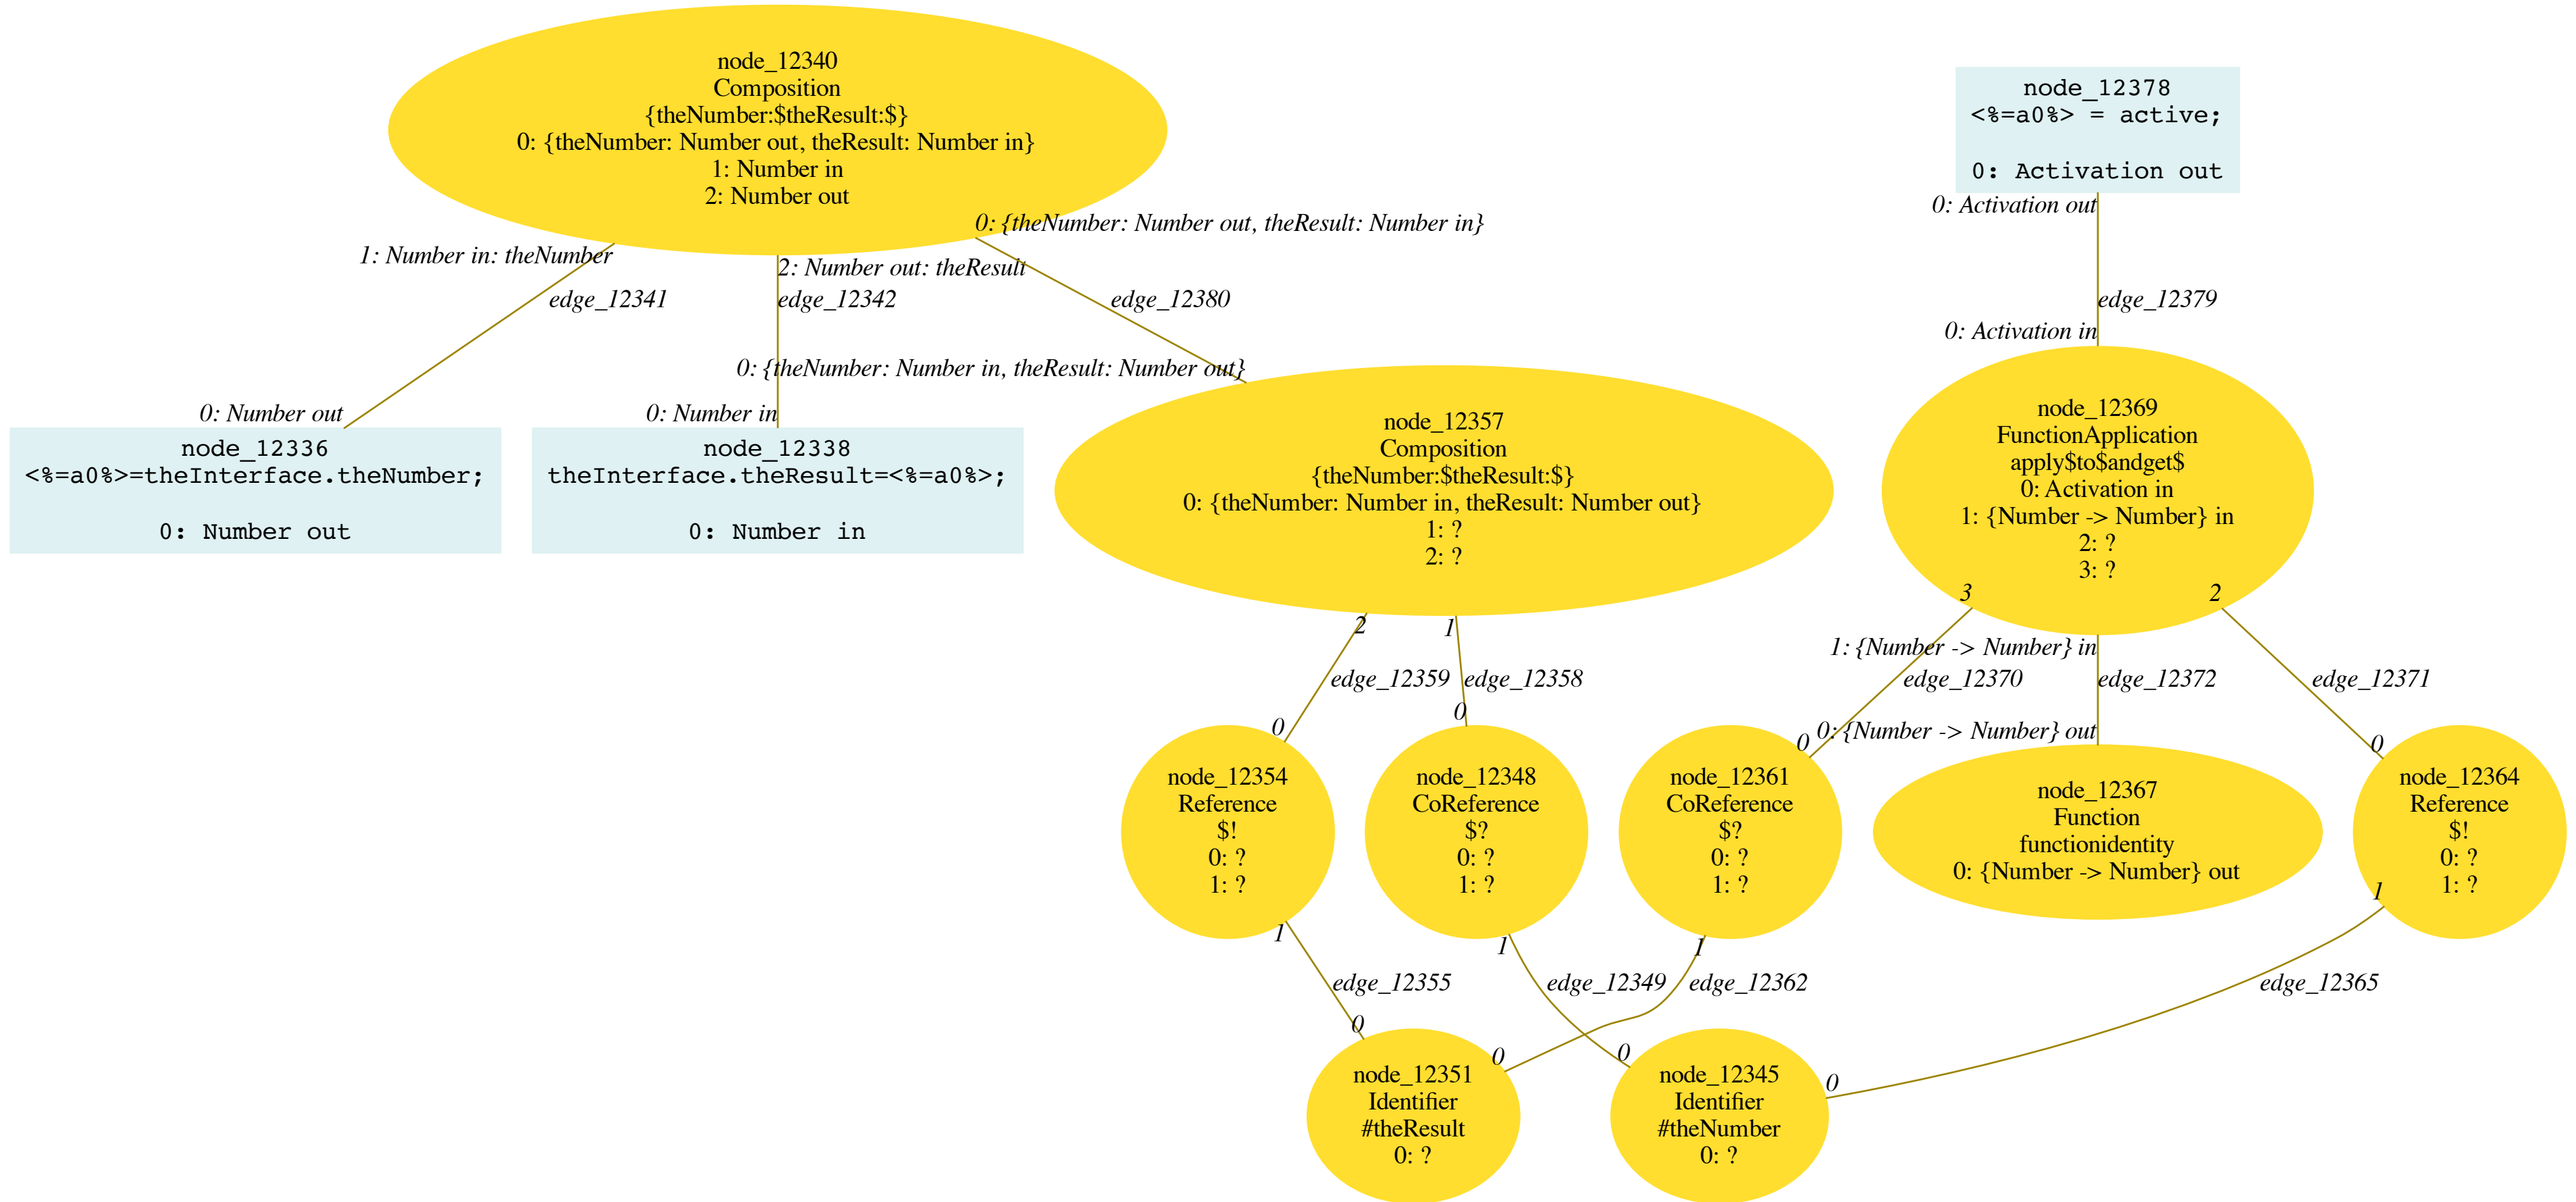 node_12340
Composition
{theNumber:$theResult:$}
0: {theNumber: Number out, theResult: Number in}
1: Number in
2: Number out
node_12378
<%=a0%> = active;
0: Activation out
0: {theNumber: Number out, theResult: Number in}
0: Activation out
1: Number in: theNumber
2: Number out: theResult
edge_12341
edge_12342
edge_12380
edge_12379
0: Activation in
0: {theNumber: Number in, theResult: Number out}
0: Number out
0: Number in
node_12336
<%=a0%>=theInterface.theNumber;
0: Number out
node_12338
theInterface.theResult=<%=a0%>;
0: Number in
node_12357
Composition
{theNumber:$theResult:$}
0: {theNumber: Number in, theResult: Number out}
1: ?
2: ?
node_12369
FunctionApplication
apply$to$andget$
0: Activation in
1: {Number -> Number} in
2: ?
3: ?
3
2
2
1
1: {Number -> Number} in
edge_12359
edge_12358
edge_12370
edge_12372
edge_12371
0
0
0
0: {Number -> Number} out
0
node_12354
Reference
$!
0: ?
1: ?
node_12348
CoReference
$?
0: ?
1: ?
node_12361
CoReference
$?
0: ?
1: ?
node_12367
Function
functionidentity
0: {Number -> Number} out
node_12364
Reference
$!
0: ?
1: ?
1
1
1
1
edge_12355
edge_12349
edge_12362
edge_12365
0
0
0
0
node_12351
Identifier
#theResult
0: ?
node_12345
Identifier
#theNumber
0: ?